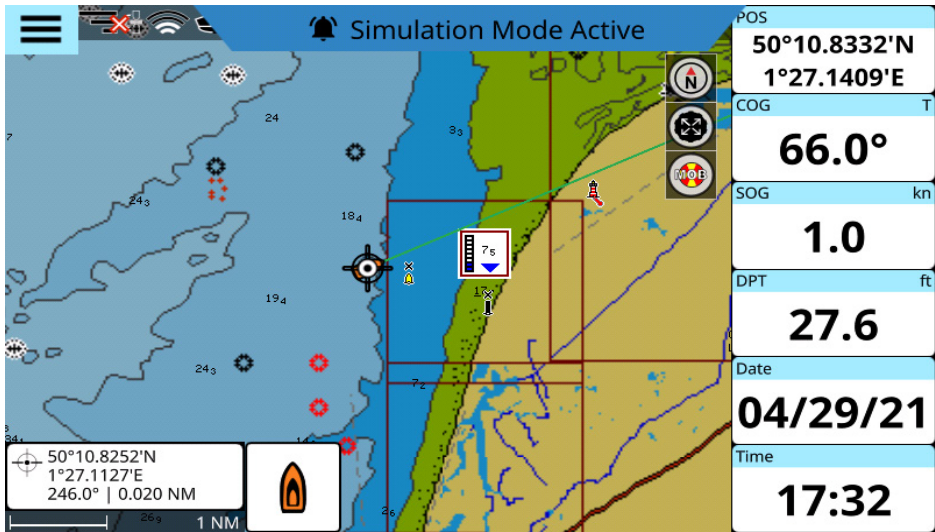 Simulation Mode Active
POS
50°10.8332'N
1°27.1409'E
COG T
66.0°
SOG kn
1.0
DPT ft
27.6
Date
04/29/21
Time
17:32
N
MOB
24
3₃
24₃
18₄
7₅
19₄
17
24₃
7₂
14
26₉
2₆
7
50°10.8252'N
1°27.1127'E
246.0° | 0.020 NM
1 NM